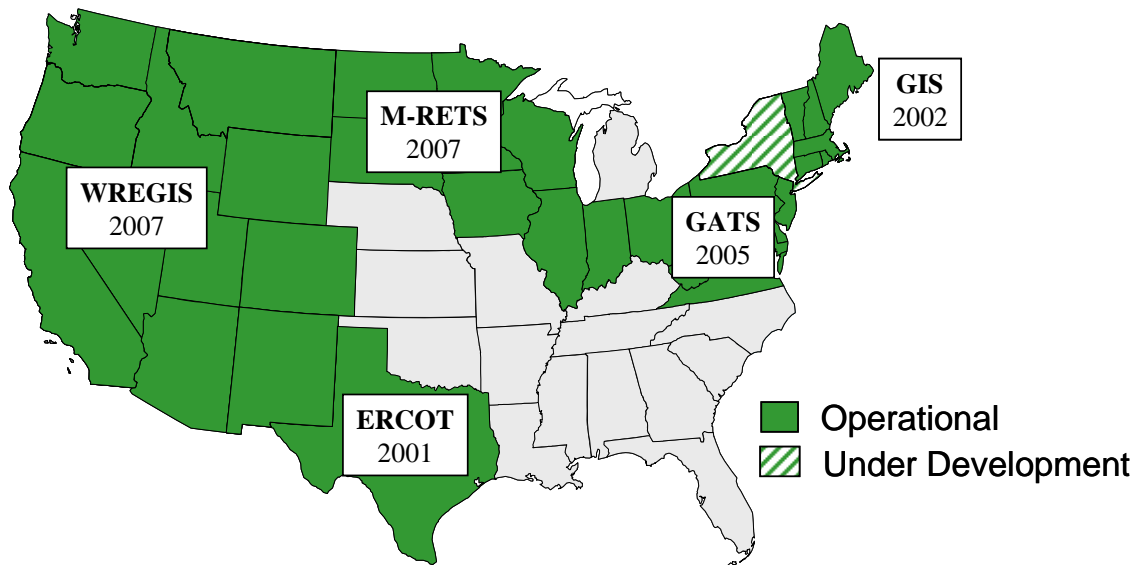 GIS
2002
M-RETS
2007
WREGIS
2007
GATS
2005
ERCOT
2001
Operational
Under Development